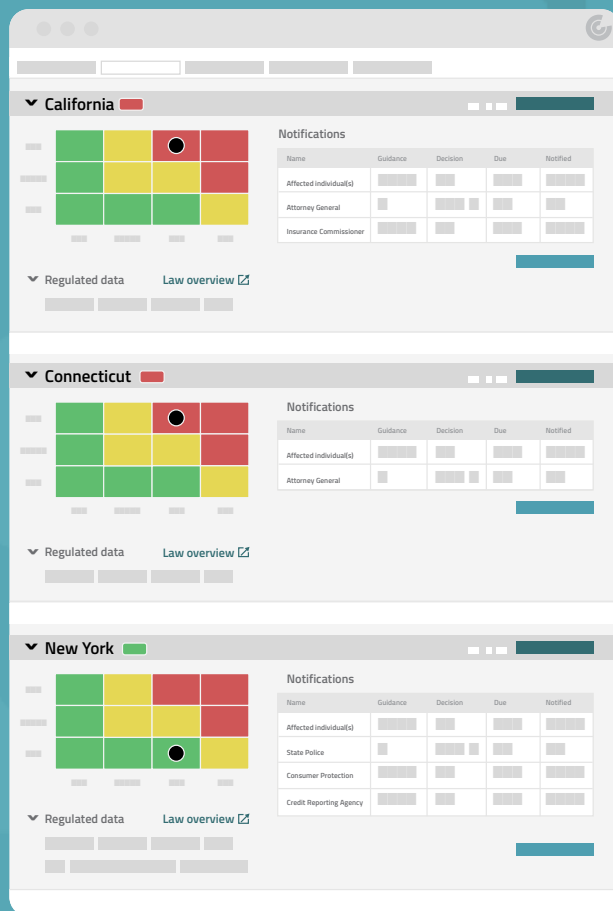 California
Notifications
Name Guidance Decision Due Notified
Affected individual(s)
Attorney General
Insurance Commissioner
Regulated data Law overview
Connecticut
Notifications
Name Guidance Decision Due Notified
Affected individual(s)
Attorney General
Regulated data Law overview
New York
Notifications
Name Guidance Decision Due Notified
Affected individual(s)
State Police
Consumer Protection
Credit Reporting Agency
Regulated data Law overview